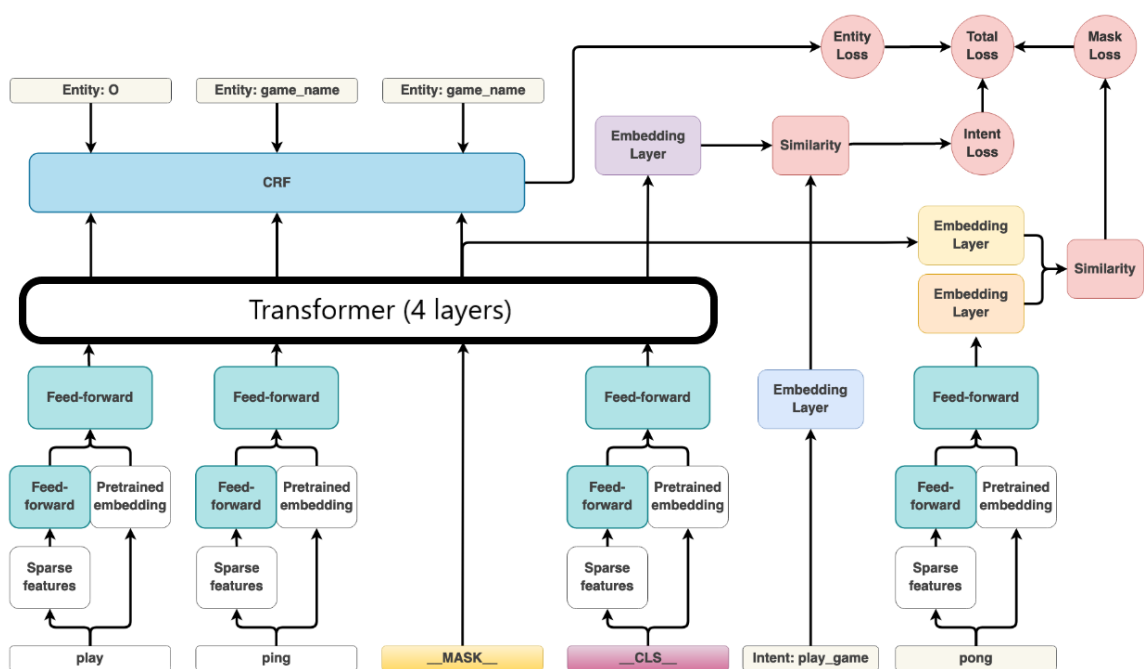 Entity
Loss
Total
Loss
Mask
Loss
Entity: O
Entity: game_name
Entity: game_name
Embedding
Layer
Similarity
Intent
Loss
CRF
Embedding
Layer
Similarity
Embedding
Layer
Transformer (4 layers)
Feed-forward
Feed-forward
Feed-forward
Embedding
Layer
Feed-forward
Feed-
forward
Pretrained
embedding
Feed-
forward
Pretrained
embedding
Feed-
forward
Pretrained
embedding
Feed-
forward
Pretrained
embedding
Sparse
features
Sparse
features
Sparse
features
Sparse
features
play
ping
__MASK__
__CLS__
Intent: play_game
pong